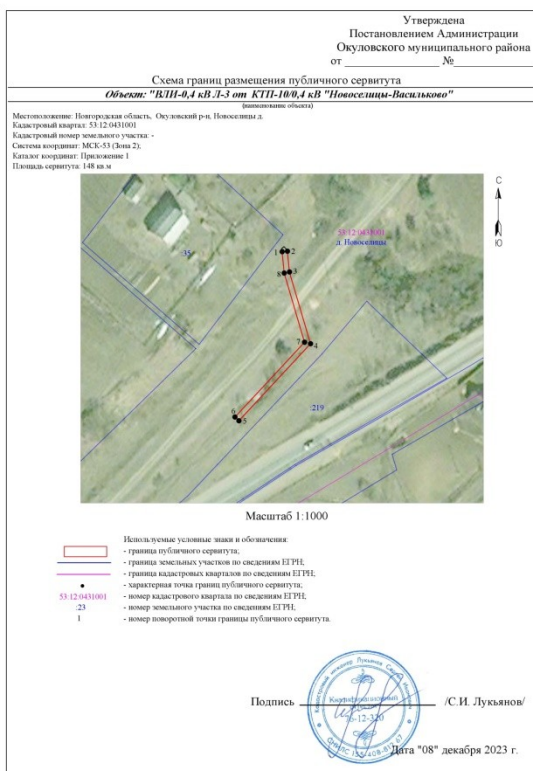 Утверждена
Постановлением Администрации
Окуловского муниципального района
от ______________ №______________
Схема границ размещения публичного сервитута
Объект: "ВЛИ-0,4 кВ Л-3 от КТП-10/0,4 кВ "Новоселицы-Васильково"
(наименование объекта)
Местоположение: Новгородская область, Окуловский р-н, Новоселицы д.
Кадастровый квартал: 53:12:0431001
Кадастровый номер земельного участка: -
Система координат: МСК-53 (Зона 2);
Каталог координат: Приложение 1
Площадь сервитута: 148 кв.м
С
Ю
53:12:0431001
д. Новоселицы
:35
1
2
8
3
7
4
6
5
:219
Масштаб 1:1000
Используемые условные знаки и обозначения:
- граница публичного сервитута;
- граница земельных участков по сведениям ЕГРН;
- граница кадастровых кварталов по сведениям ЕГРН;
- характерная точка границ публичного сервитута;
53:12:0431001 - номер кадастрового квартала по сведениям ЕГРН;
:23 - номер земельного участка по сведениям ЕГРН;
1 - номер поворотной точки границы публичного сервитута.
Подпись ______________ /С.И. Лукьянов/
Кадастровый инженер Лукьянов
Дата "08" декабря 2023 г.